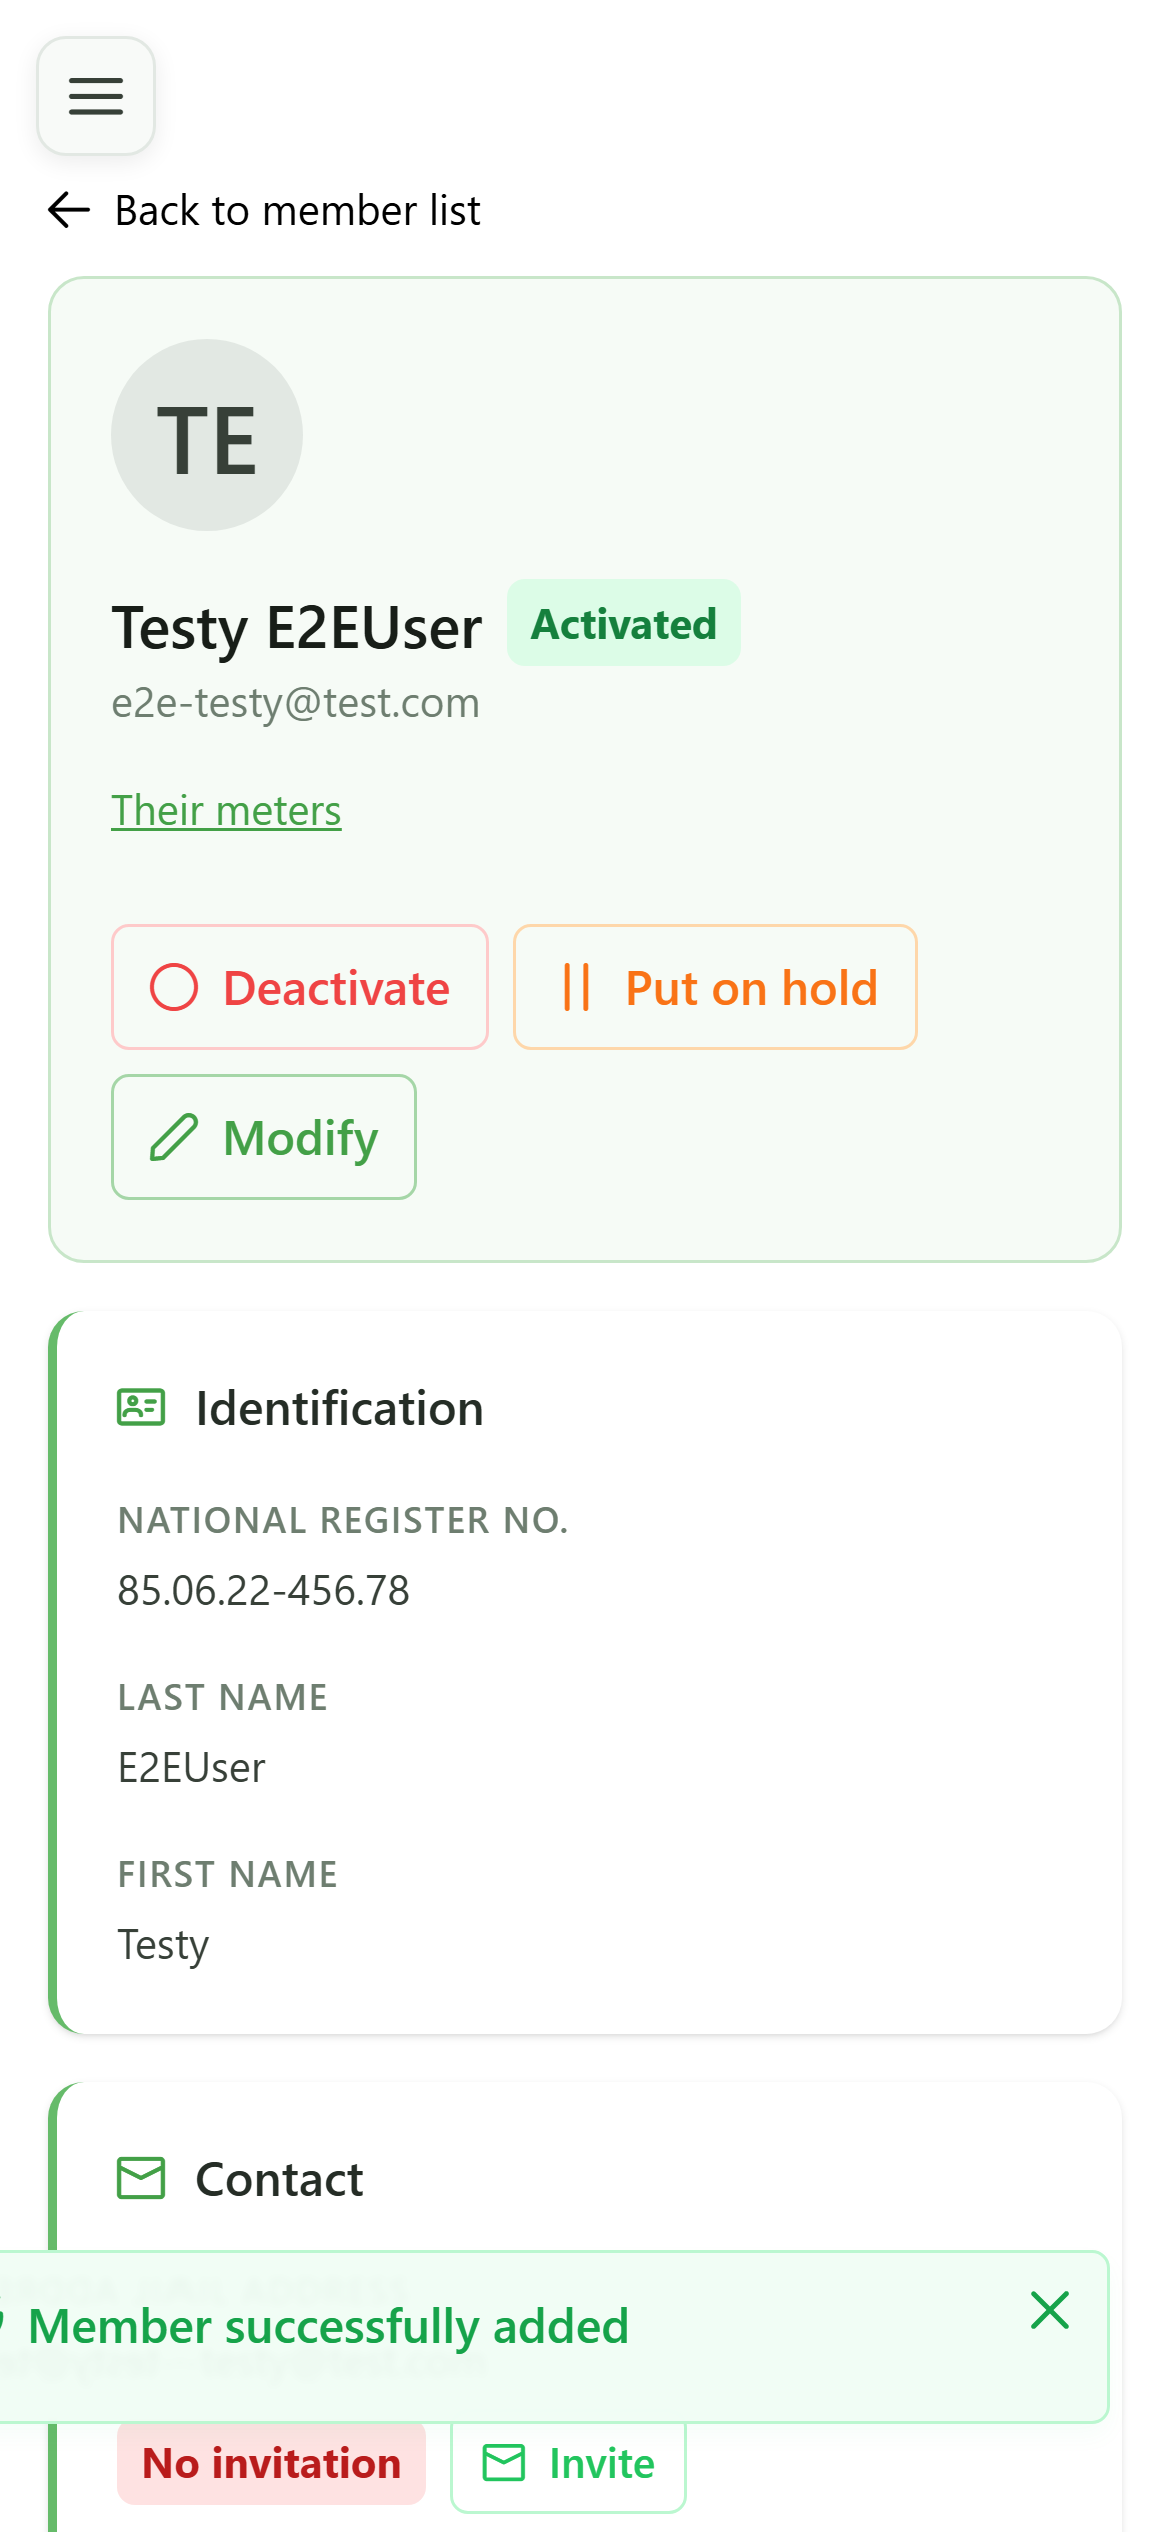 Back to member list
TE
Testy E2EUser
Activated
e2e-testy@test.com
Their meters
Deactivate
Put on hold
Modify
Identification
NATIONAL REGISTER NO.
85.06.22-456.78
LAST NAME
E2EUser
FIRST NAME
Testy
Contact
Member successfully added
No invitation
Invite